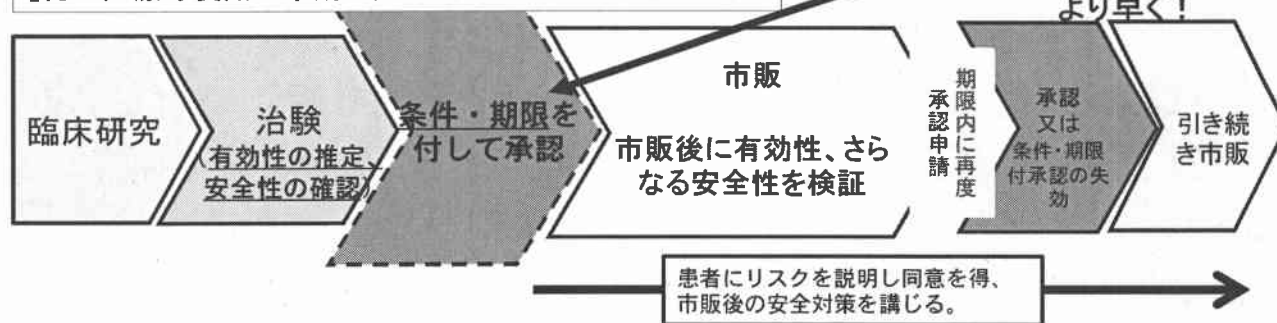 より早く!
臨床研究
治験
(有効性の推定、
安全性の確認)
条件・期限を
付して承認
市販
市販後に有効性、さら
なる安全性を検証
期限内に再度
承認申請
承認
又は
条件・期限
付承認の失
効
引き続
き市販
患者にリスクを説明し同意を得、
市販後の安全対策を講じる。